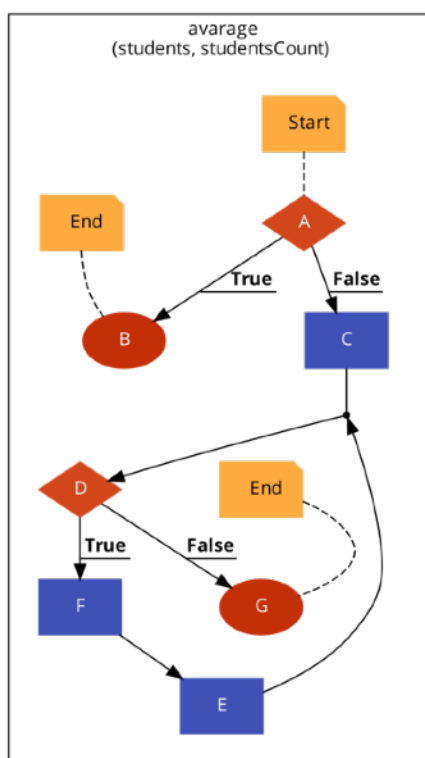 avarage
(students, studentsCount)
Start
End
A
True
False
B
C
D
End
True
False
F
G
E